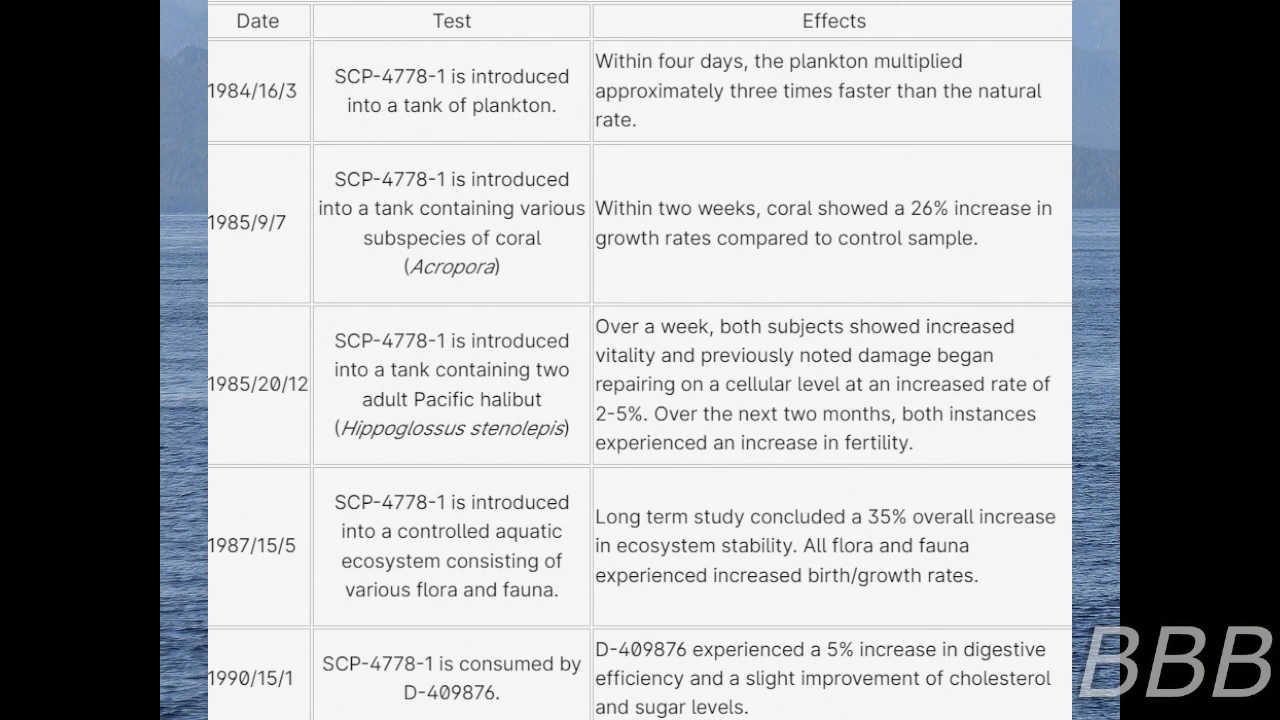 Date Test Effects
1984/16/3
SCP-4778-1 is introduced
into a tank of plankton.
Within four days, the plankton multiplied
approximately three times faster than the natural
rate.
1985/9/7
SCP-4778-1 is introduced
into a tank containing various
subspecies of coral
(Acropora)
Within two weeks, coral showed a 26% increase in
growth rates compared to control sample.
1985/20/12
SCP-4778-1 is introduced
into a tank containing two
adult Pacific halibut
(Hippoglossus stenolepis)
Over a week, both subjects showed increased
vitality and previously noted damage began
repairing on a cellular level at an increased rate of
2-5%. Over the next two months, both instances
experienced an increase in fertility.
1987/15/5
SCP-4778-1 is introduced
into a controlled aquatic
ecosystem consisting of
various flora and fauna.
Long term study concluded a 35% overall increase
in ecosystem stability. All flora and fauna
experienced increased birth/growth rates.
1990/15/1
SCP-4778-1 is consumed by
D-409876.
D-409876 experienced a 5% increase in digestive
efficiency and a slight improvement of cholesterol
and sugar levels.
BBB